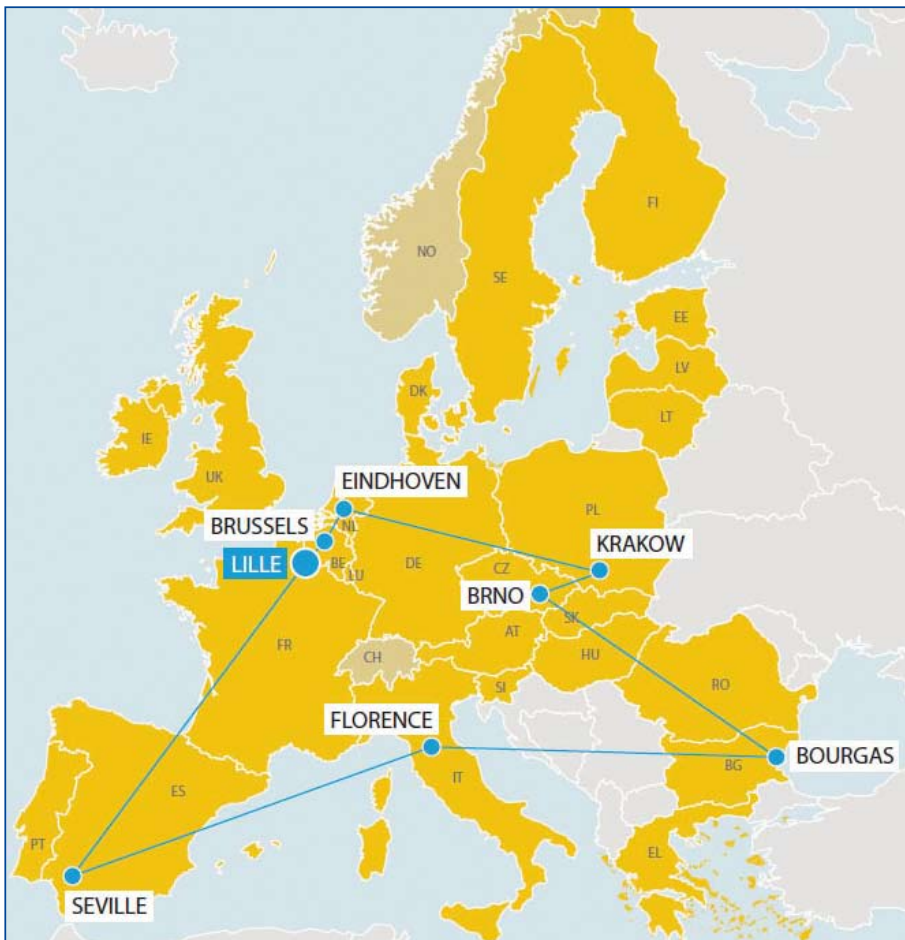 FI
NO
SE
EE
LV
DK
LT
IE
UK
EINDHOVEN
PL
NL
BRUSSELS
KRAKOW
LILLE
BE
DE
CZ
LU
BRNO
SK
AT
FR
HU
CH
SI
RO
FLORENCE
BOURGAS
BG
IT
ES
PT
EL
SEVILLE